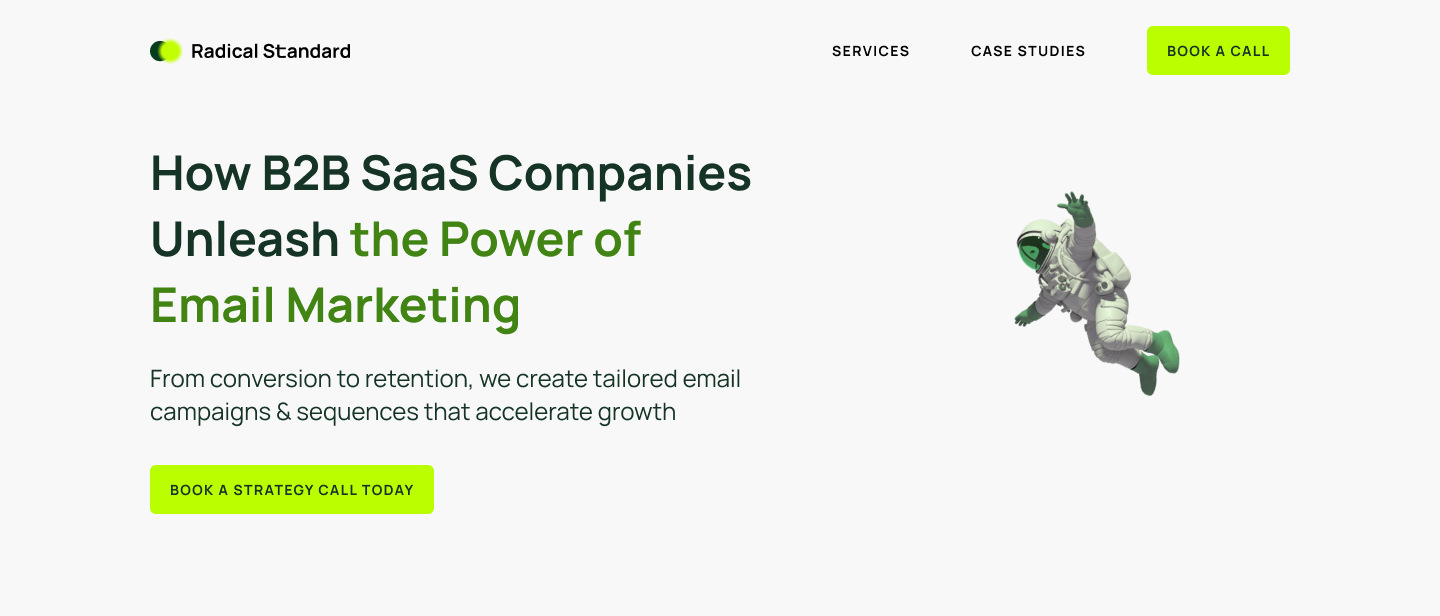 Radical Standard
SERVICES
CASE STUDIES
BOOK A CALL
How B2B SaaS Companies
Unleash the Power of
Email Marketing
From conversion to retention, we create tailored email
campaigns & sequences that accelerate growth
BOOK A STRATEGY CALL TODAY